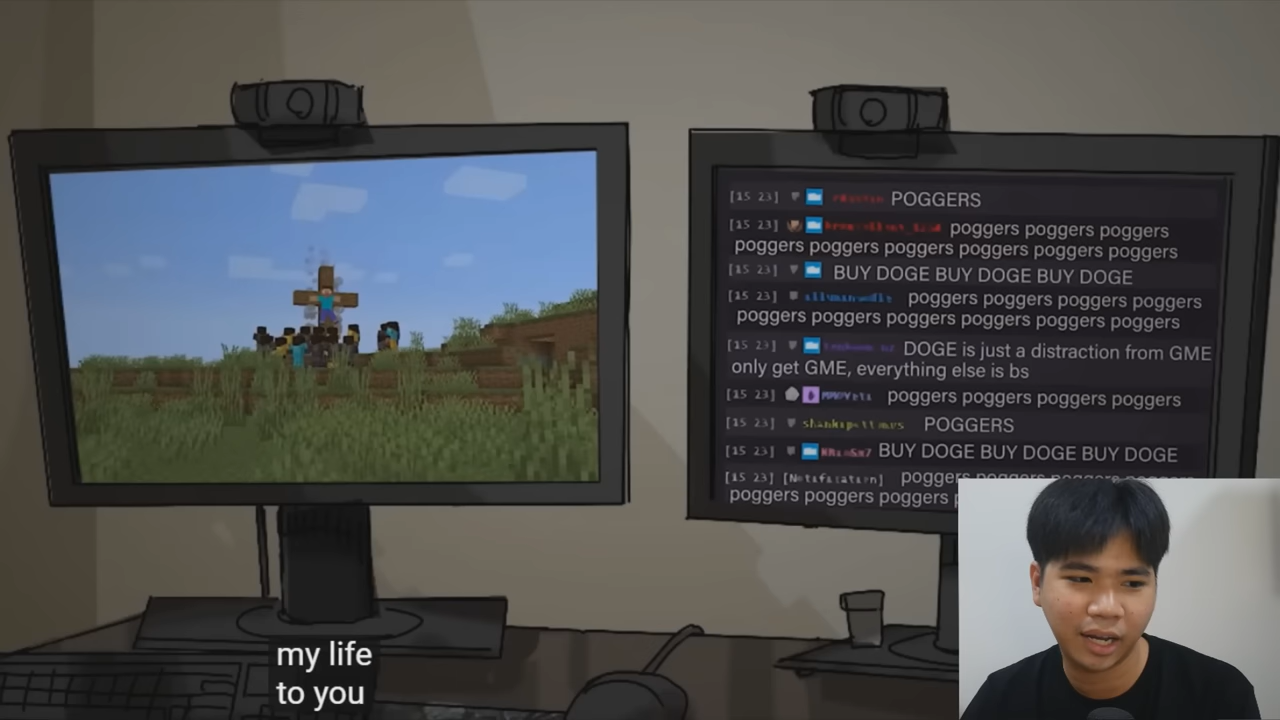 [15 23] POGGERS
[15 23] poggers poggers poggers
poggers poggers poggers poggers poggers poggers
[15 23] BUY DOGE BUY DOGE BUY DOGE
[15 23] poggers poggers poggers poggers
poggers poggers poggers poggers poggers poggers
[15 23] DOGE is just a distraction from GME
only get GME, everything else is bs
[15 23] poggers poggers poggers poggers
[15 23] POGGERS
[15 23] BUY DOGE BUY DOGE BUY DOGE
[15 23] [Notification] poggers poggers poggers poggers
poggers poggers poggers
my life
to you